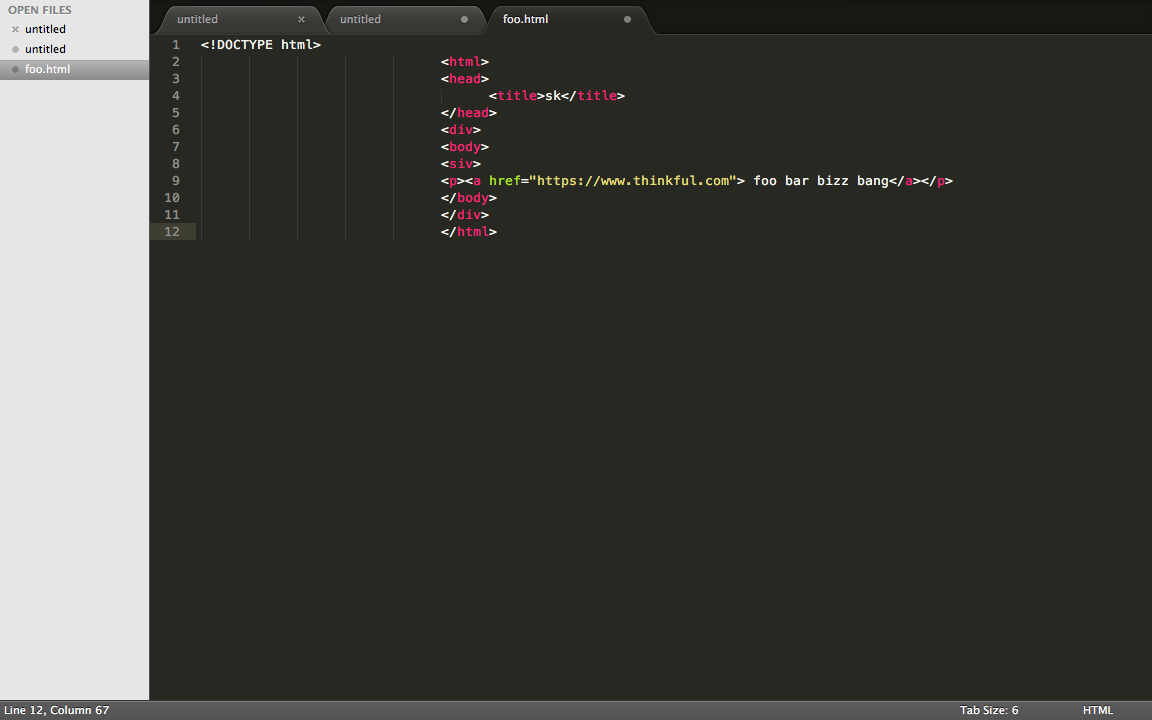 OPEN FILES
untitled
untitled
foo.html
untitled
untitled
foo.html
1 <!DOCTYPE html>
2 <html>
3 <head>
4 <title>sk</title>
5 </head>
6 <div>
7 <body>
8 <siv>
9 <p><a href="https://www.thinkful.com"> foo bar bizz bang</a></p>
10 </body>
11 </div>
12 </html>
Line 12, Column 67
Tab Size: 6
HTML